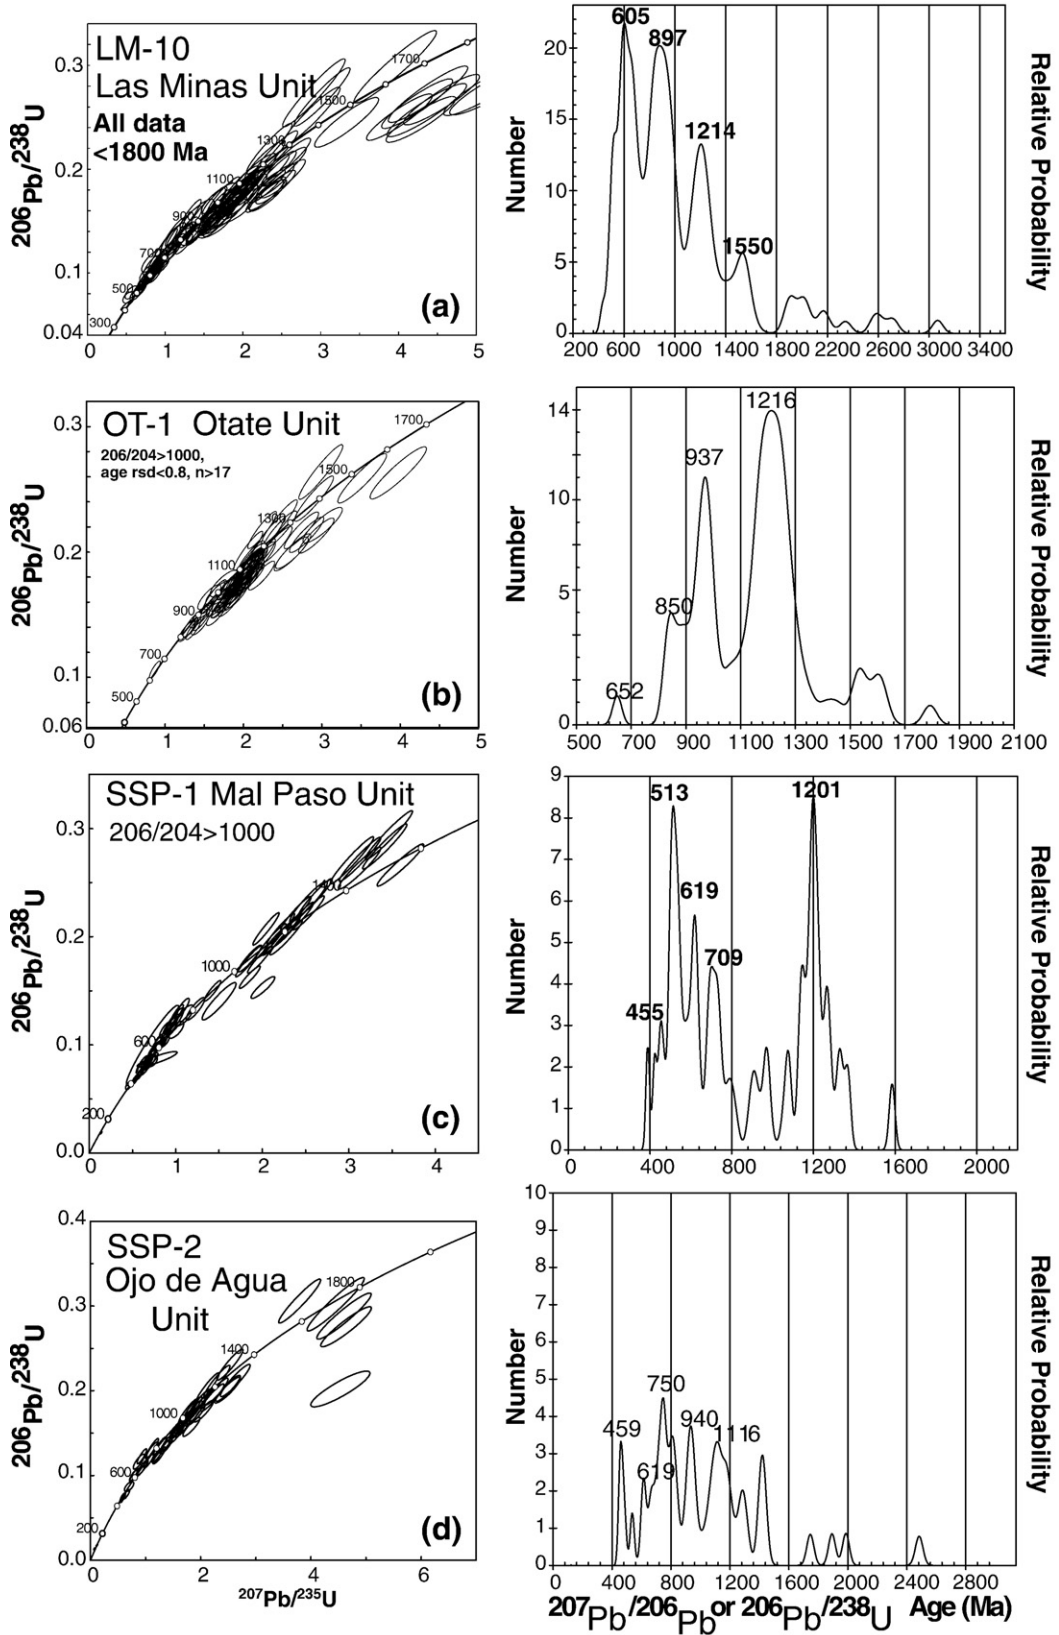 LM-10
Las Minas Unit
All data
<1800 Ma
206Pb/238U
0.3
0.2
0.1
0.04
300
500
700
900
1100
1300
1500
1700
(a)
0 1 2 3 4 5
Number
20
15
10
5
0
605
897
1214
1550
Relative Probability
200 600 1000 1400 1800 2200 2600 3000 3400
OT-1 Otate Unit
206/204>1000,
age rsd<0.8, n>17
206Pb/238U
0.3
0.2
0.1
0.06
500
700
900
1100
1300
1500
1700
(b)
0 1 2 3 4 5
Number
14
10
5
0
652
850
937
1216
Relative Probability
500 700 900 1100 1300 1500 1700 1900 2100
SSP-1 Mal Paso Unit
206/204>1000
206Pb/238U
0.3
0.2
0.1
0.0
200
600
1000
1400
(c)
0 1 2 3 4
Number
9
8
7
6
5
4
3
2
1
0
455
513
619
709
1201
Relative Probability
0 400 800 1200 1600 2000
SSP-2
Ojo de Agua
Unit
206Pb/238U
0.4
0.3
0.2
0.1
0.0
200
600
1000
1400
1800
(d)
0 2 4 6
207Pb/235U
Number
10
9
8
7
6
5
4
3
2
1
0
459
619
750
940
1116
Relative Probability
0 400 800 1200 1600 2000 2400 2800
207Pb/206Pb or 206Pb/238U Age (Ma)